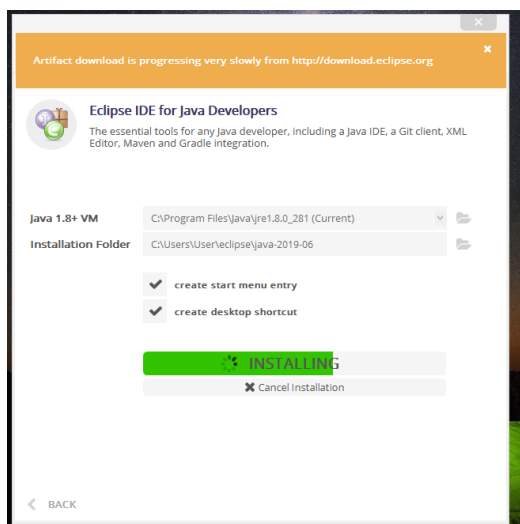 Artifact download is progressing very slowly from http://download.eclipse.org
Eclipse IDE for Java Developers
The essential tools for any Java developer, including a Java IDE, a Git client, XML
Editor, Maven and Gradle integration.
Java 1.8+ VM
C:\Program Files\Java\jre1.8.0_281 (Current)
Installation Folder
C:\Users\User\eclipse\java-2019-06
create start menu entry
create desktop shortcut
INSTALLING
Cancel Installation
BACK